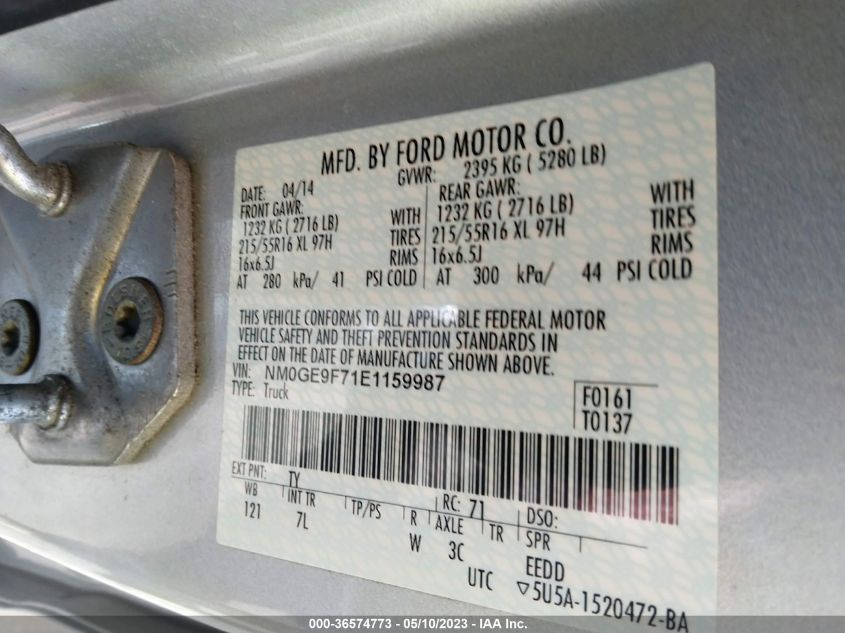 MFD. BY FORD MOTOR CO.
DATE: 04/14 GVWR: 2395 KG ( 5280 LB)
FRONT GAWR: REAR GAWR:
1232 KG ( 2716 LB) WITH 1232 KG ( 2716 LB) WITH
215/55R16 XL 97H TIRES 215/55R16 XL 97H TIRES
16x6.5J RIMS 16x6.5J RIMS
AT 280 kPa/ 41 PSI COLD AT 300 kPa/ 44 PSI COLD
THIS VEHICLE CONFORMS TO ALL APPLICABLE FEDERAL MOTOR
VEHICLE SAFETY AND THEFT PREVENTION STANDARDS IN
EFFECT ON THE DATE OF MANUFACTURE SHOWN ABOVE.
VIN: NM0GE9F71E1159987
TYPE: Truck
F0161
T0137
EXT PNT: TY RC: 71 DSO:
WB INT TR TP/PS R AXLE TR SPR
121 7L W 3C EEDD
UTC ▽5U5A-1520472-BA
000-36574773 - 05/10/2023 - IAA Inc.